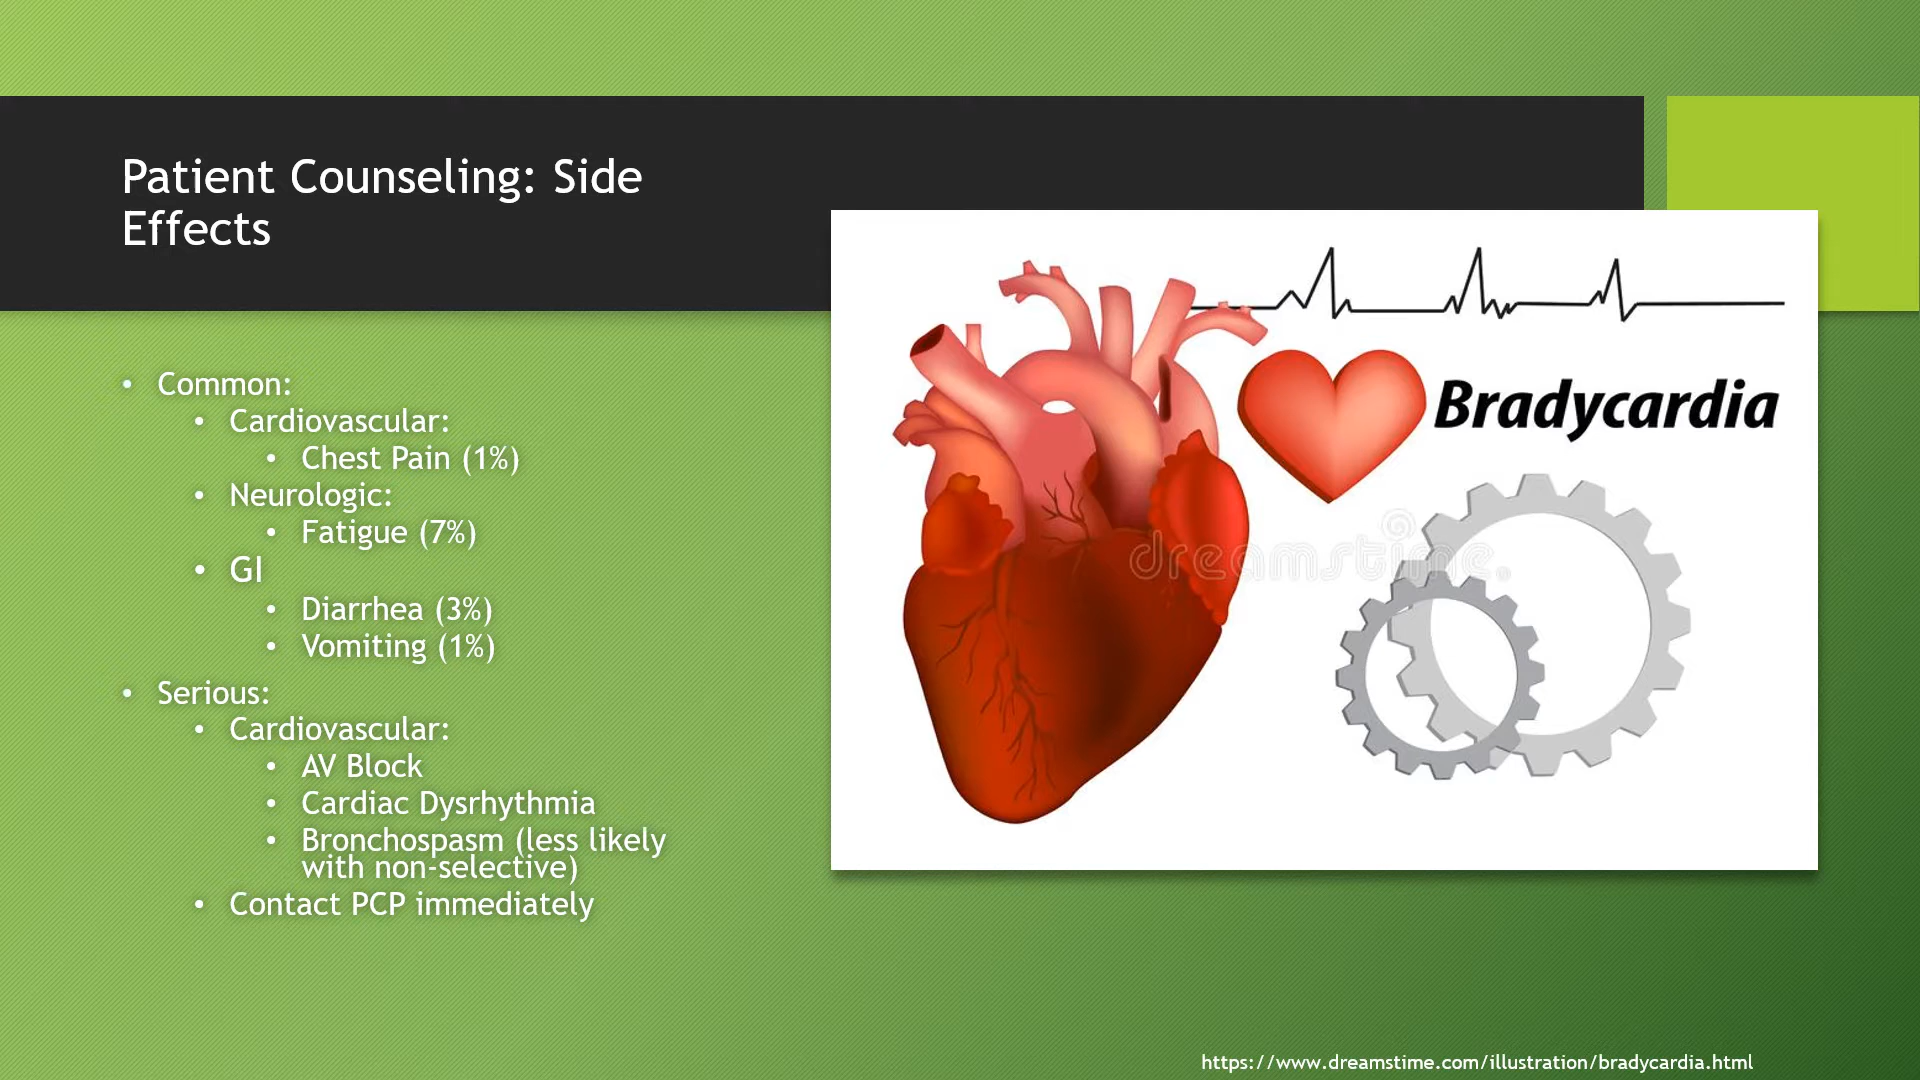 Patient Counseling: Side
Effects
• Common:
• Cardiovascular:
• Chest Pain (1%)
• Neurologic:
• Fatigue (7%)
• GI
• Diarrhea (3%)
• Vomiting (1%)
• Serious:
• Cardiovascular:
• AV Block
• Cardiac Dysrhythmia
• Bronchospasm (less likely
with non-selective)
• Contact PCP immediately
Bradycardia
dreamstime.
https://www.dreamstime.com/illustration/bradycardia.html